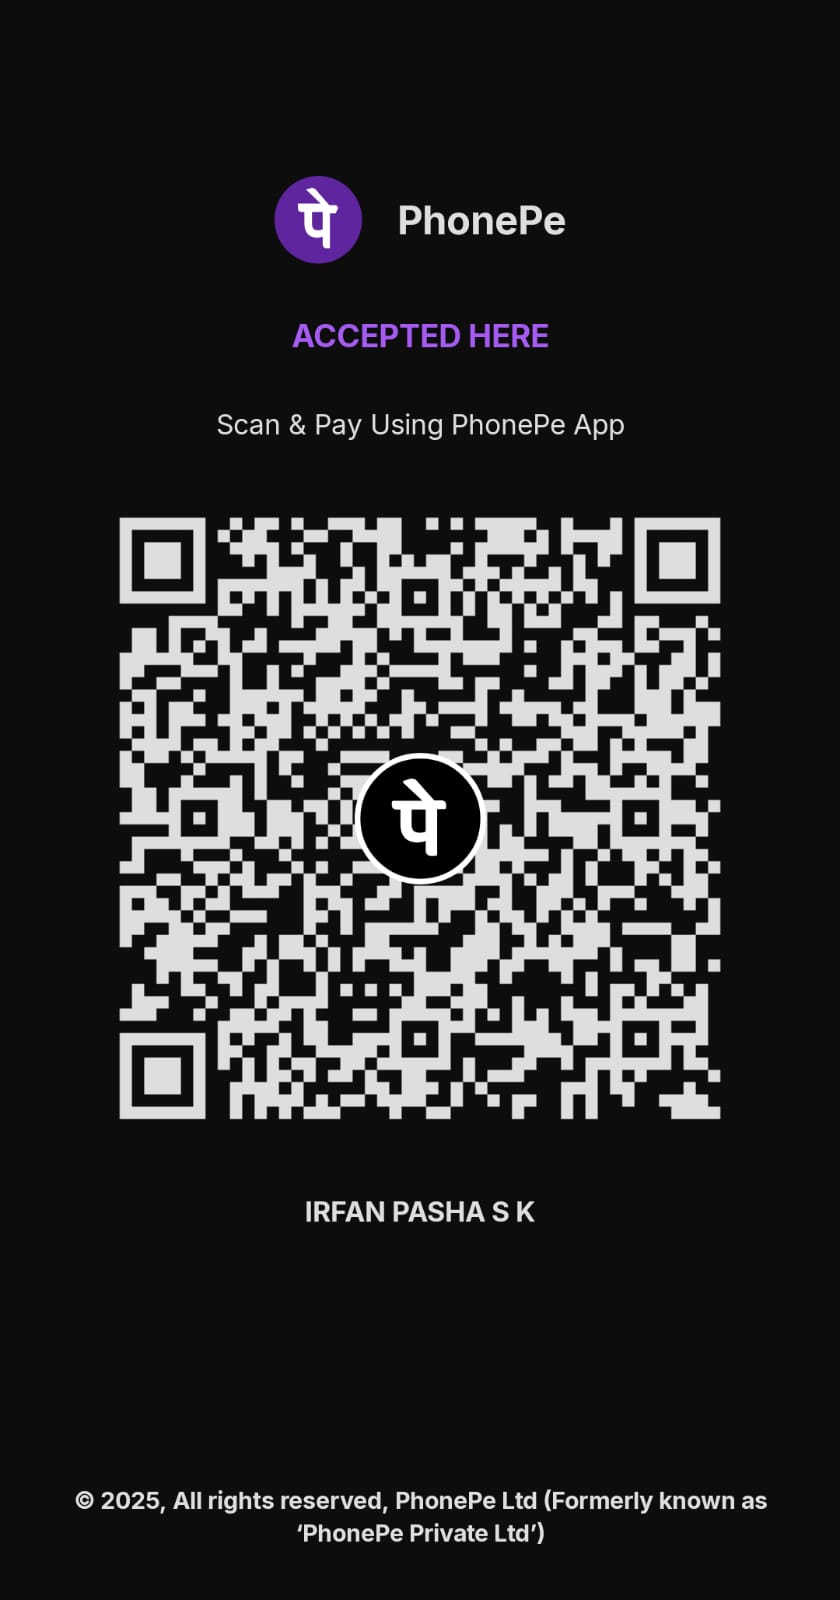 पे PhonePe
ACCEPTED HERE
Scan & Pay Using PhonePe App
पे
IRFAN PASHA S K
© 2025, All rights reserved, PhonePe Ltd (Formerly known as
‘PhonePe Private Ltd’)